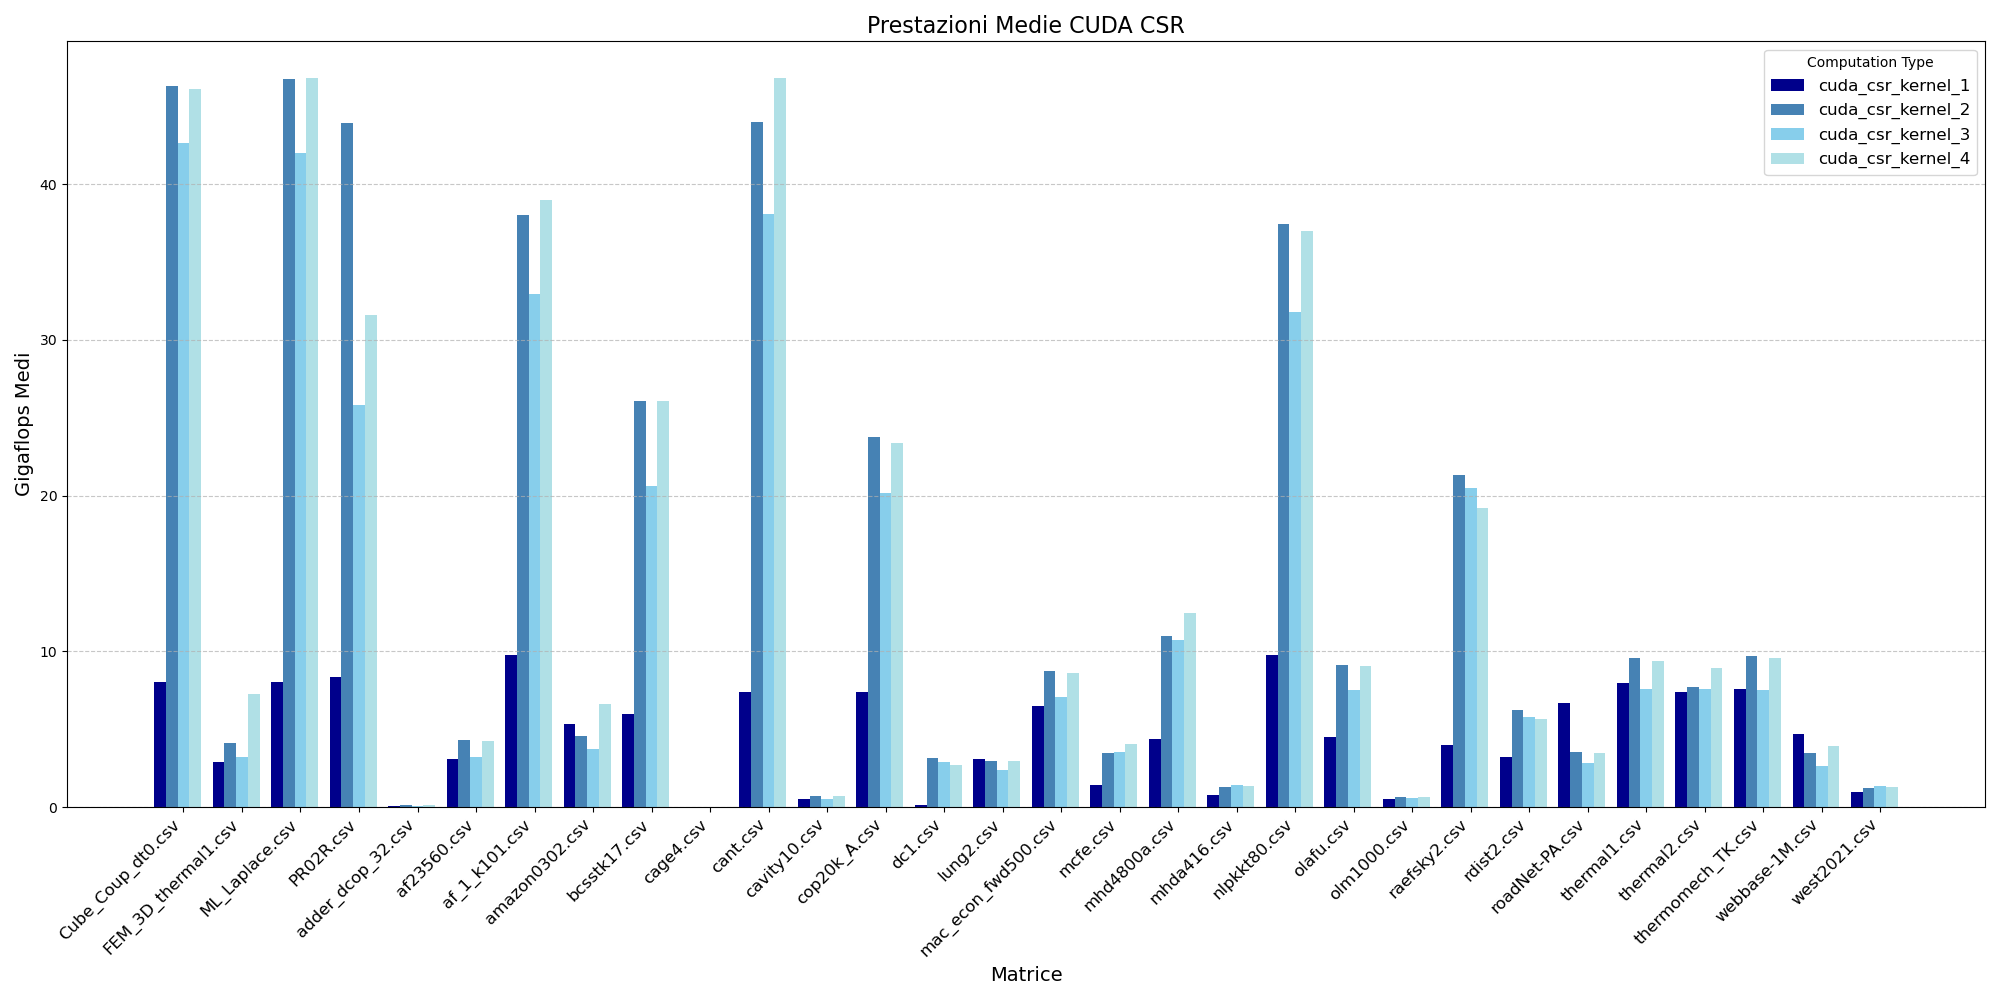 Prestazioni Medie CUDA CSR
Computation Type
cuda_csr_kernel_1
cuda_csr_kernel_2
cuda_csr_kernel_3
cuda_csr_kernel_4
Gigaflops Medi
40
30
20
10
0
Cube_Coup_dt0.csv
FEM_3D_thermal1.csv
ML_Laplace.csv
PR02R.csv
adder_dcop_32.csv
af23560.csv
af_1_k101.csv
amazon0302.csv
bcsstk17.csv
cage4.csv
cant.csv
cavity10.csv
cop20k_A.csv
dc1.csv
lung2.csv
mac_econ_fwd500.csv
mcfe.csv
mhd4800a.csv
mhda416.csv
nlpkkt80.csv
olafu.csv
olm1000.csv
raefsky2.csv
rdist2.csv
roadNet-PA.csv
thermal1.csv
thermal2.csv
thermomech_TK.csv
webbase-1M.csv
west2021.csv
Matrice